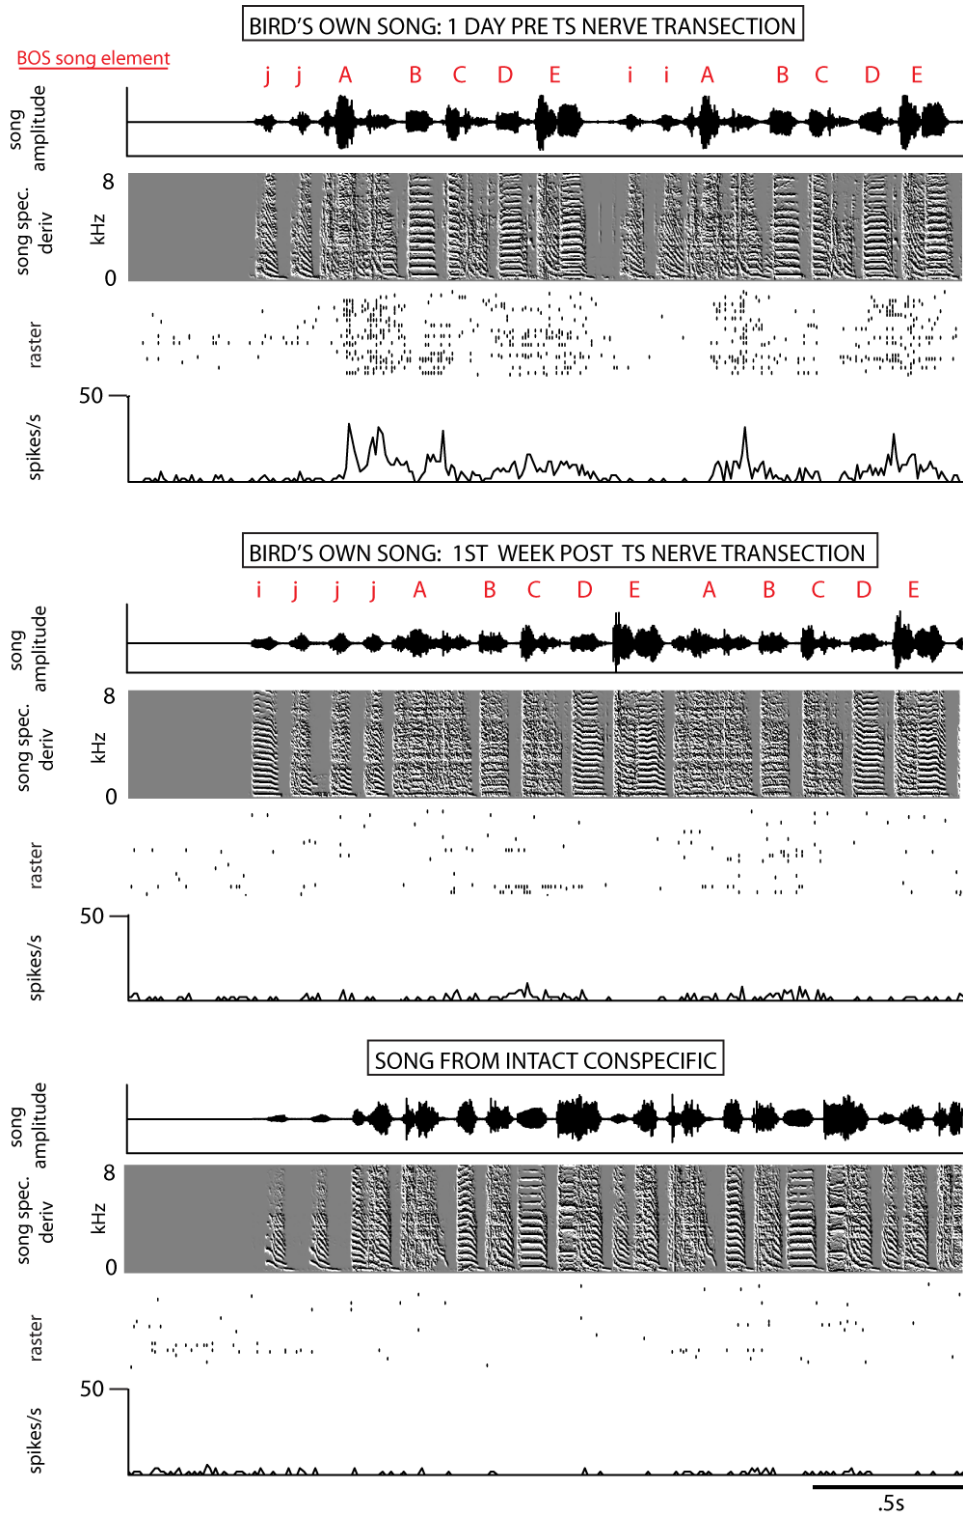 BIRD'S OWN SONG: 1 DAY PRE TS NERVE TRANSECTION
BOS song element
j j A B C D E i i A B C D E
song
amplitude
song spec.
deriv
kHz
8
0
raster
50
spikes/s
BIRD'S OWN SONG: 1ST WEEK POST TS NERVE TRANSECTION
i j j j A B C D E A B C D E
song
amplitude
song spec.
deriv
kHz
8
0
raster
50
spikes/s
SONG FROM INTACT CONSPECIFIC
song
amplitude
song spec.
deriv
kHz
8
0
raster
50
spikes/s
.5s